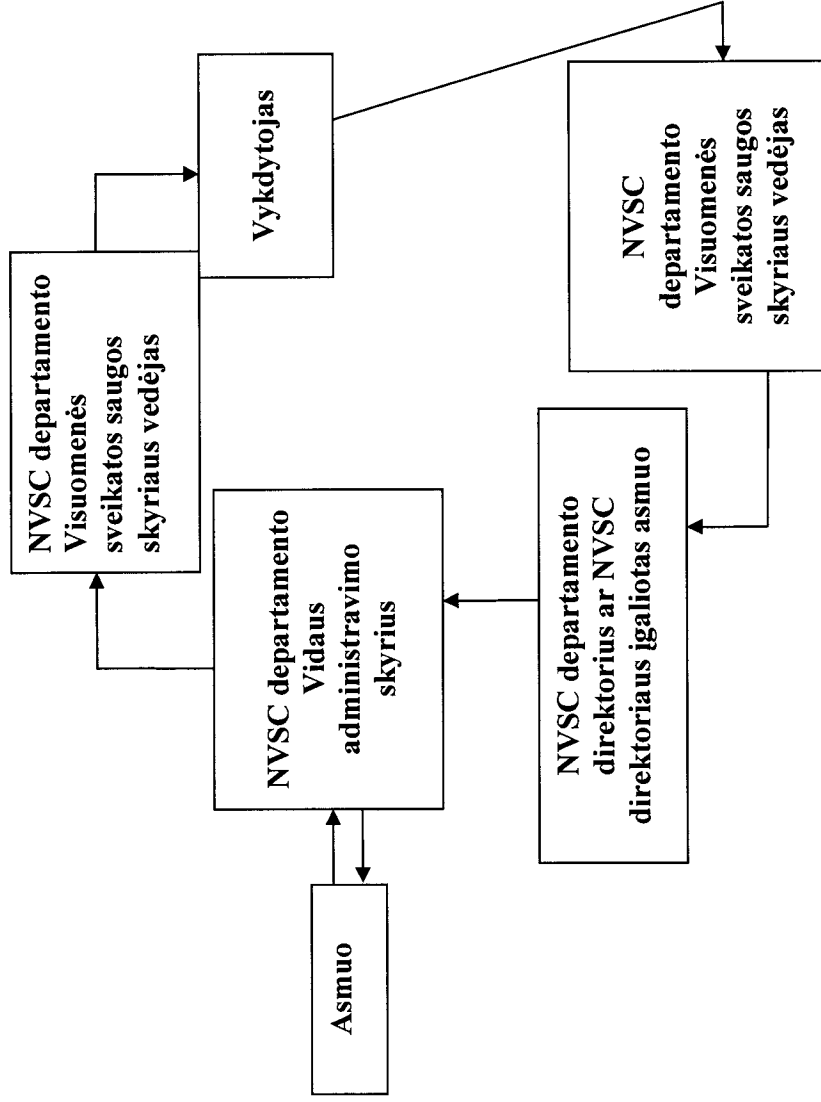 Asmuo
NVSC departamento
Vidaus
administravimo
skyrius
NVSC departamento
Visuomenės
sveikatos saugos
skyriaus vedėjas
Vykdytojas
NVSC
departamento
Visuomenės
sveikatos saugos
skyriaus vedėjas
NVSC departamento
direktorius ar NVSC
direktoriaus įgaliotas asmuo